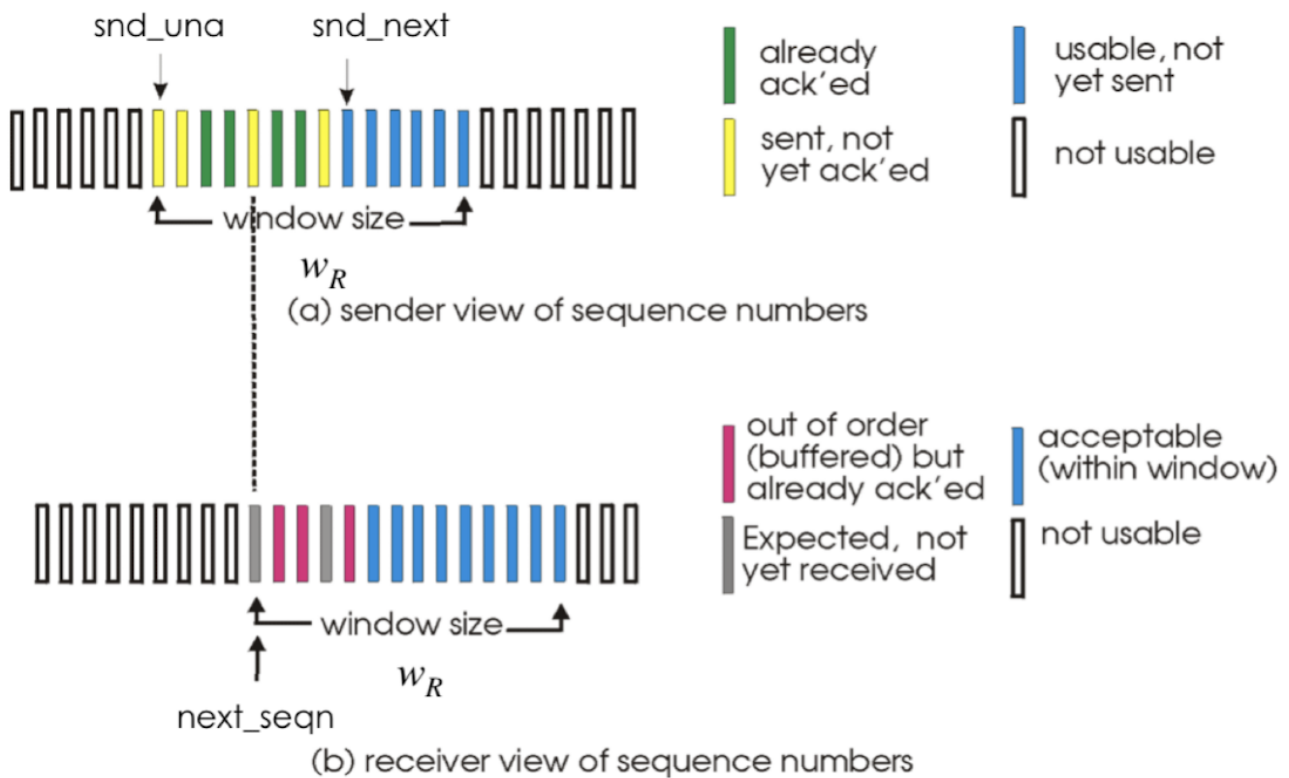 snd_una
snd_next
already
ack'ed
usable, not
yet sent
sent, not
yet ack'ed
not usable
window size
w_R
(a) sender view of sequence numbers
out of order
(buffered) but
already ack'ed
acceptable
(within window)
Expected, not
yet received
not usable
window size
w_R
next_seqn
(b) receiver view of sequence numbers